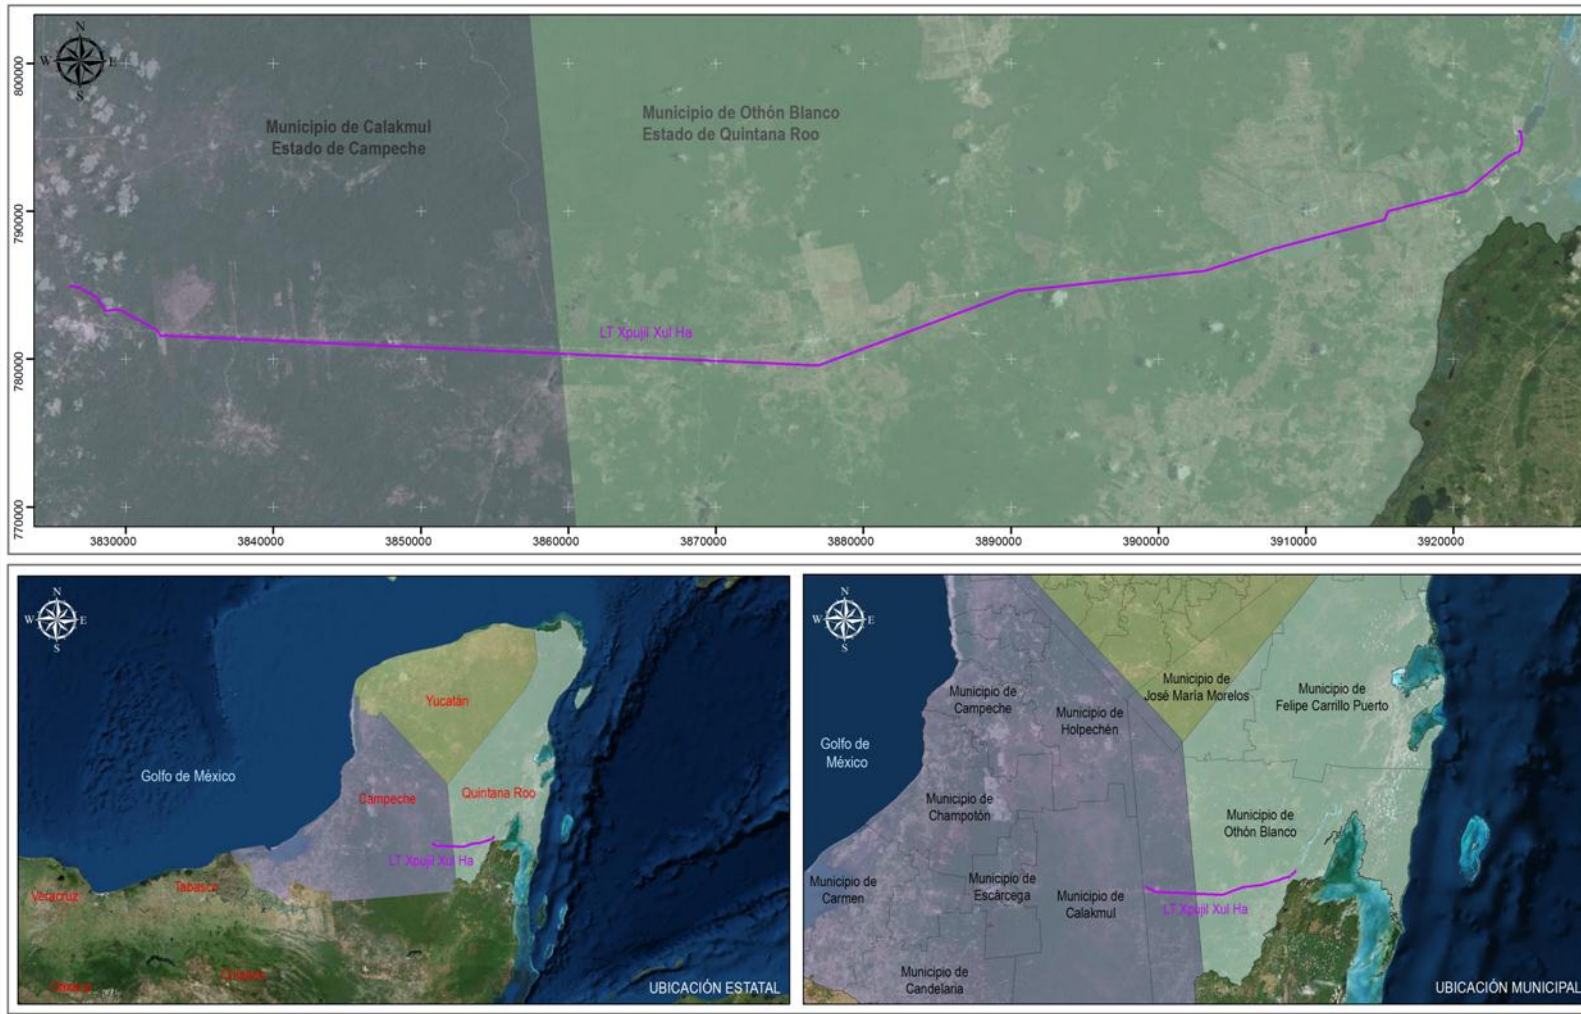 N
W E
S
Municipio de Calakmul
Estado de Campeche
Municipio de Othón Blanco
Estado de Quintana Roo
LT Xpujil Xul Ha
800000
790000
780000
770000
3830000 3840000 3850000 3860000 3870000 3880000 3890000 3900000 3910000 3920000
N
W E
S
Yucatán
Golfo de México
Campeche
Quintana Roo
LT Xpujil Xul Ha
Veracruz
Tabasco
UBICACIÓN ESTATAL
N
W E
S
Municipio de
Campeche
Municipio de
Holpechén
Municipio de
José María Morelos
Municipio de
Felipe Carrillo Puerto
Golfo de
México
Municipio de
Champotón
Municipio de
Othón Blanco
Municipio de
Carmen
Municipio de
Escárcega
Municipio de
Calakmul
LT Xpujil Xul Ha
Municipio de
Candelaria
UBICACIÓN MUNICIPAL